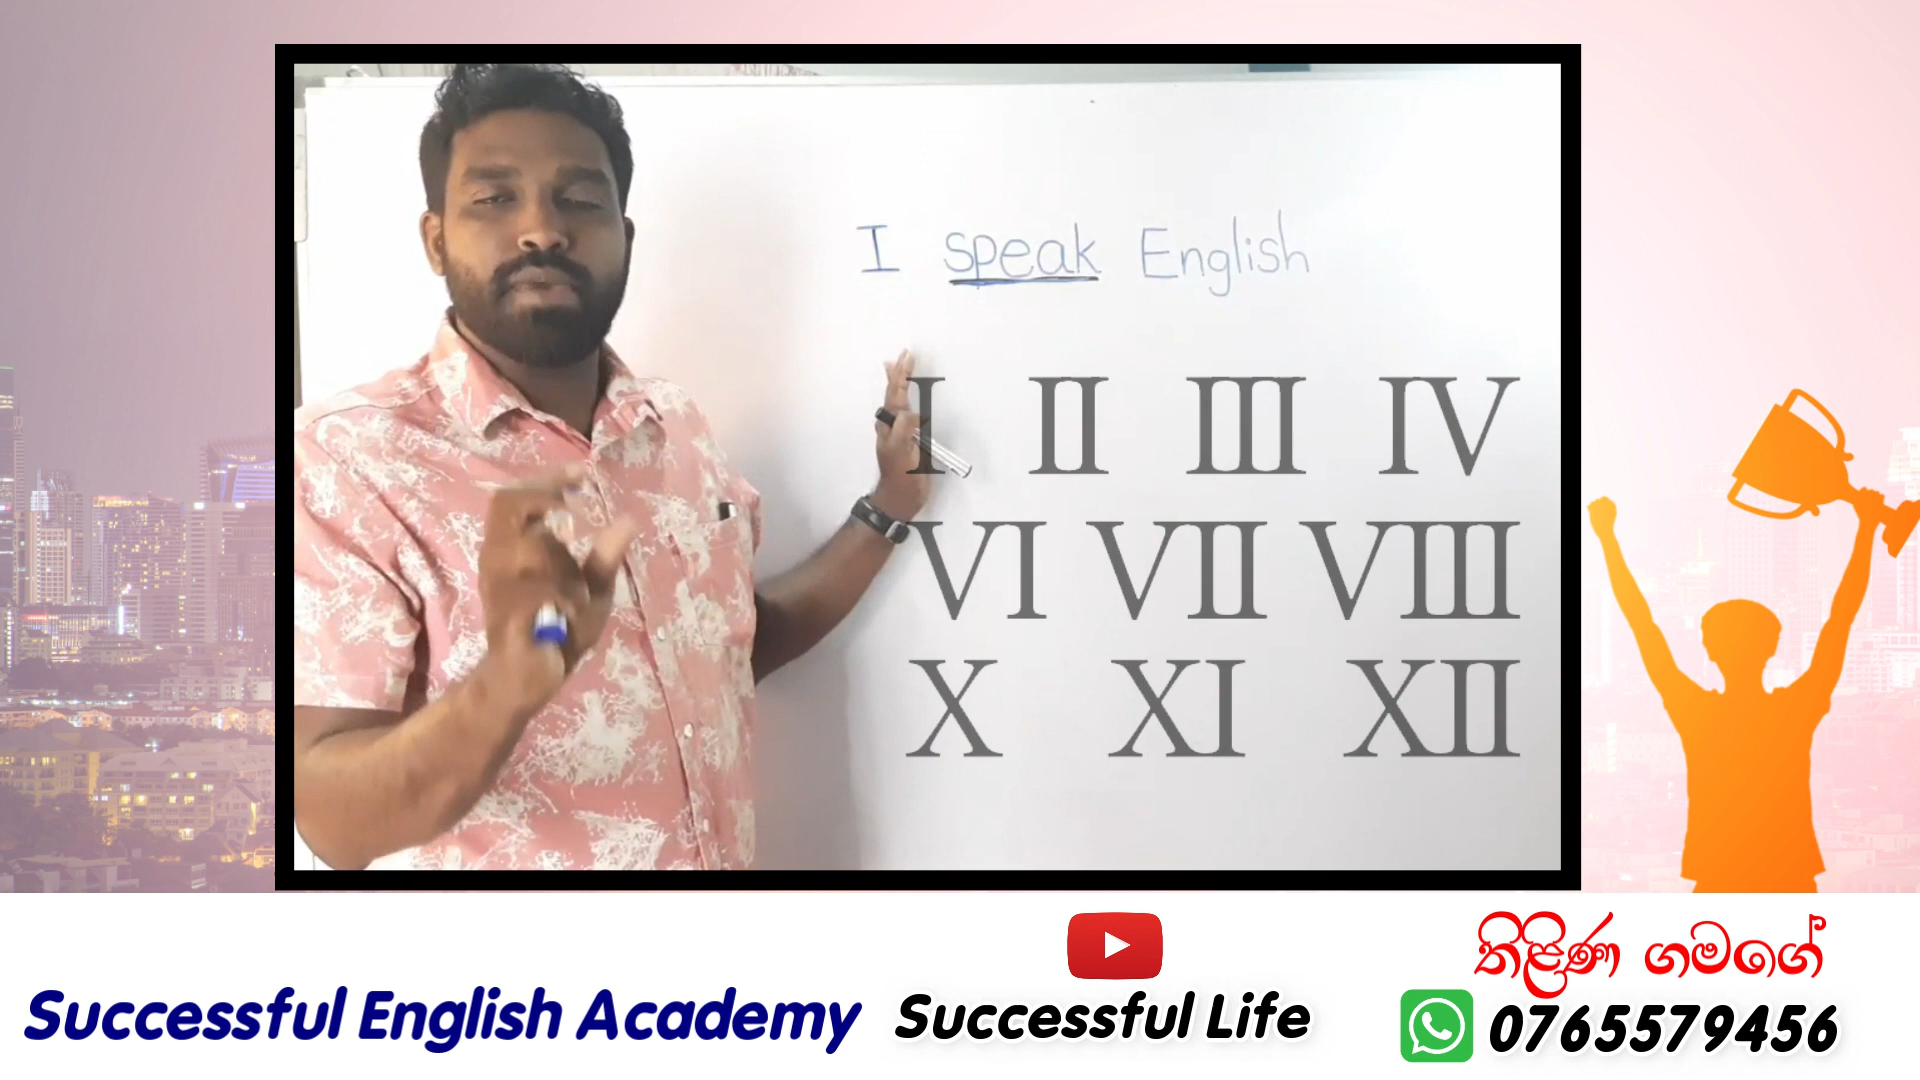 I speak English
I II III IV
VI VII VIII
X XI XII
Successful English Academy
Successful Life
තිළිණ ගමගේ
0765579456